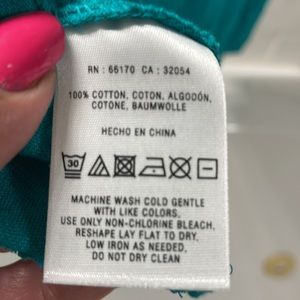 RN : 66170 CA : 32054
100% COTTON, COTON, ALGODÓN,
COTONE, BAUMWOLLE
HECHO EN CHINA
30
MACHINE WASH COLD GENTLE
WITH LIKE COLORS.
USE ONLY NON-CHLORINE BLEACH.
RESHAPE LAY FLAT TO DRY.
LOW IRON AS NEEDED.
DO NOT DRY CLEAN